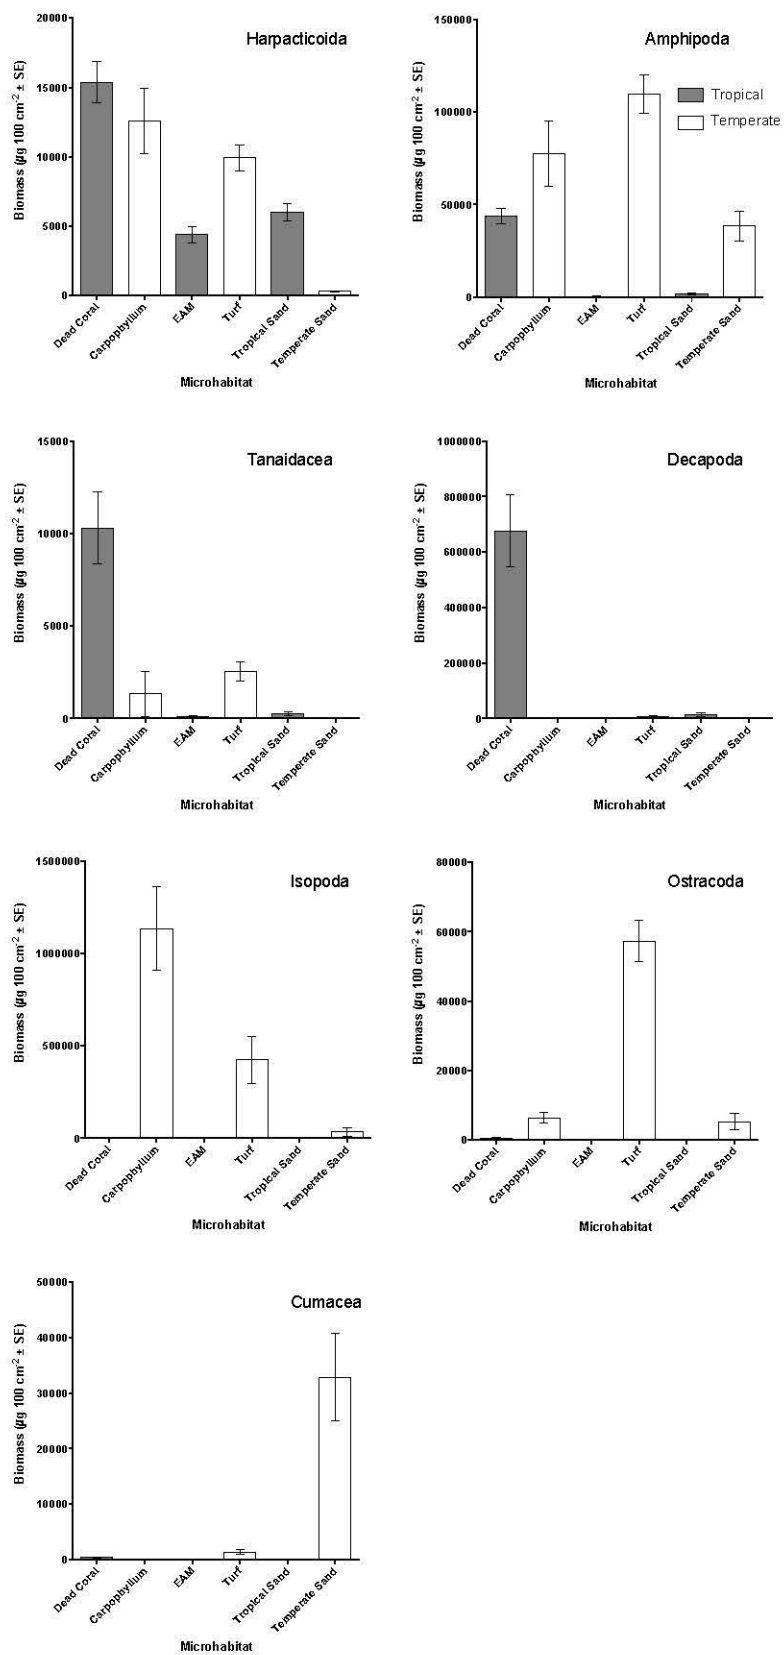 Harpacticoida
Biomass (µg 100 cm-2 ± SE)
20000
15000
10000
5000
0
Dead Coral
Carpophyllum
EAM
Turf
Tropical Sand
Temperate Sand
Microhabitat
Amphipoda
Tropical
Temperate
Biomass (µg 100 cm-2 ± SE)
150000
100000
50000
0
Dead Coral
Carpophyllum
EAM
Turf
Tropical Sand
Temperate Sand
Microhabitat
Tanaidacea
Biomass (µg 100 cm-2 ± SE)
15000
10000
5000
0
Dead Coral
Carpophyllum
EAM
Turf
Tropical Sand
Temperate Sand
Microhabitat
Decapoda
Biomass (µg 100 cm-2 ± SE)
1000000
800000
600000
400000
200000
0
Dead Coral
Carpophyllum
EAM
Turf
Tropical Sand
Temperate Sand
Microhabitat
Isopoda
Biomass (µg 100 cm-2 ± SE)
1500000
1000000
500000
0
Dead Coral
Carpophyllum
EAM
Turf
Tropical Sand
Temperate Sand
Microhabitat
Ostracoda
Biomass (µg 100 cm-2 ± SE)
80000
60000
40000
20000
0
Dead Coral
Carpophyllum
EAM
Turf
Tropical Sand
Temperate Sand
Microhabitat
Cumacea
Biomass (µg 100 cm-2 ± SE)
50000
40000
30000
20000
10000
0
Dead Coral
Carpophyllum
EAM
Turf
Tropical Sand
Temperate Sand
Microhabitat